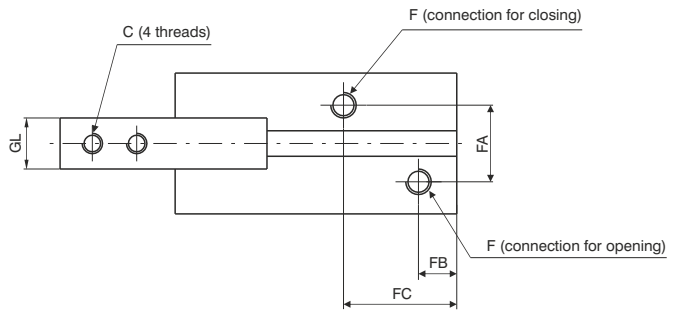 F (connection for closing)
C (4 threads)
GL
FA
F (connection for opening)
FB
FC